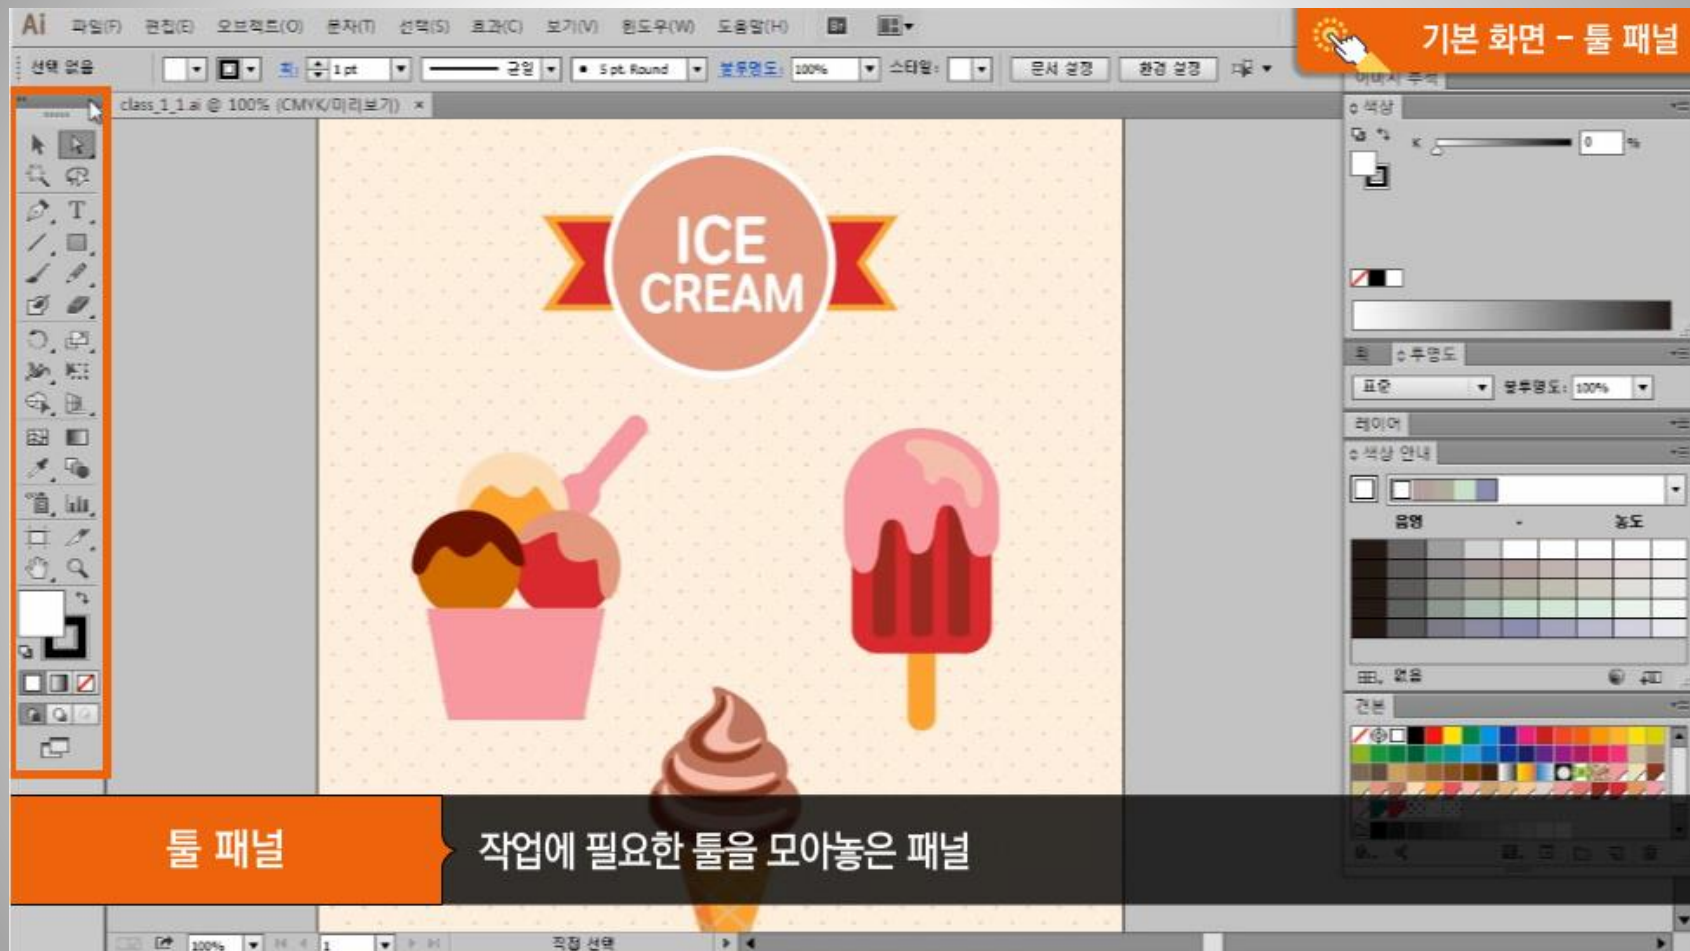 Ai 파일(F) 편집(E) 오브젝트(O) 문자(T) 선택(S) 효과(C) 보기(V) 윈도우(W) 도움말(H) Br
기본 화면 - 툴 패널
선택 없음 획: 1 pt 균일 5 pt. Round 불투명도: 100% 스타일: 문서 설정 환경 설정
class_1_1.ai @ 100% (CMYK/미리보기) ×
색상
K 0 %
ICE
CREAM
획 투명도
표준 불투명도: 100%
레이어
색상 안내
음영 - 농도
없음
견본
툴 패널
작업에 필요한 툴을 모아놓은 패널
100% 1 직접 선택